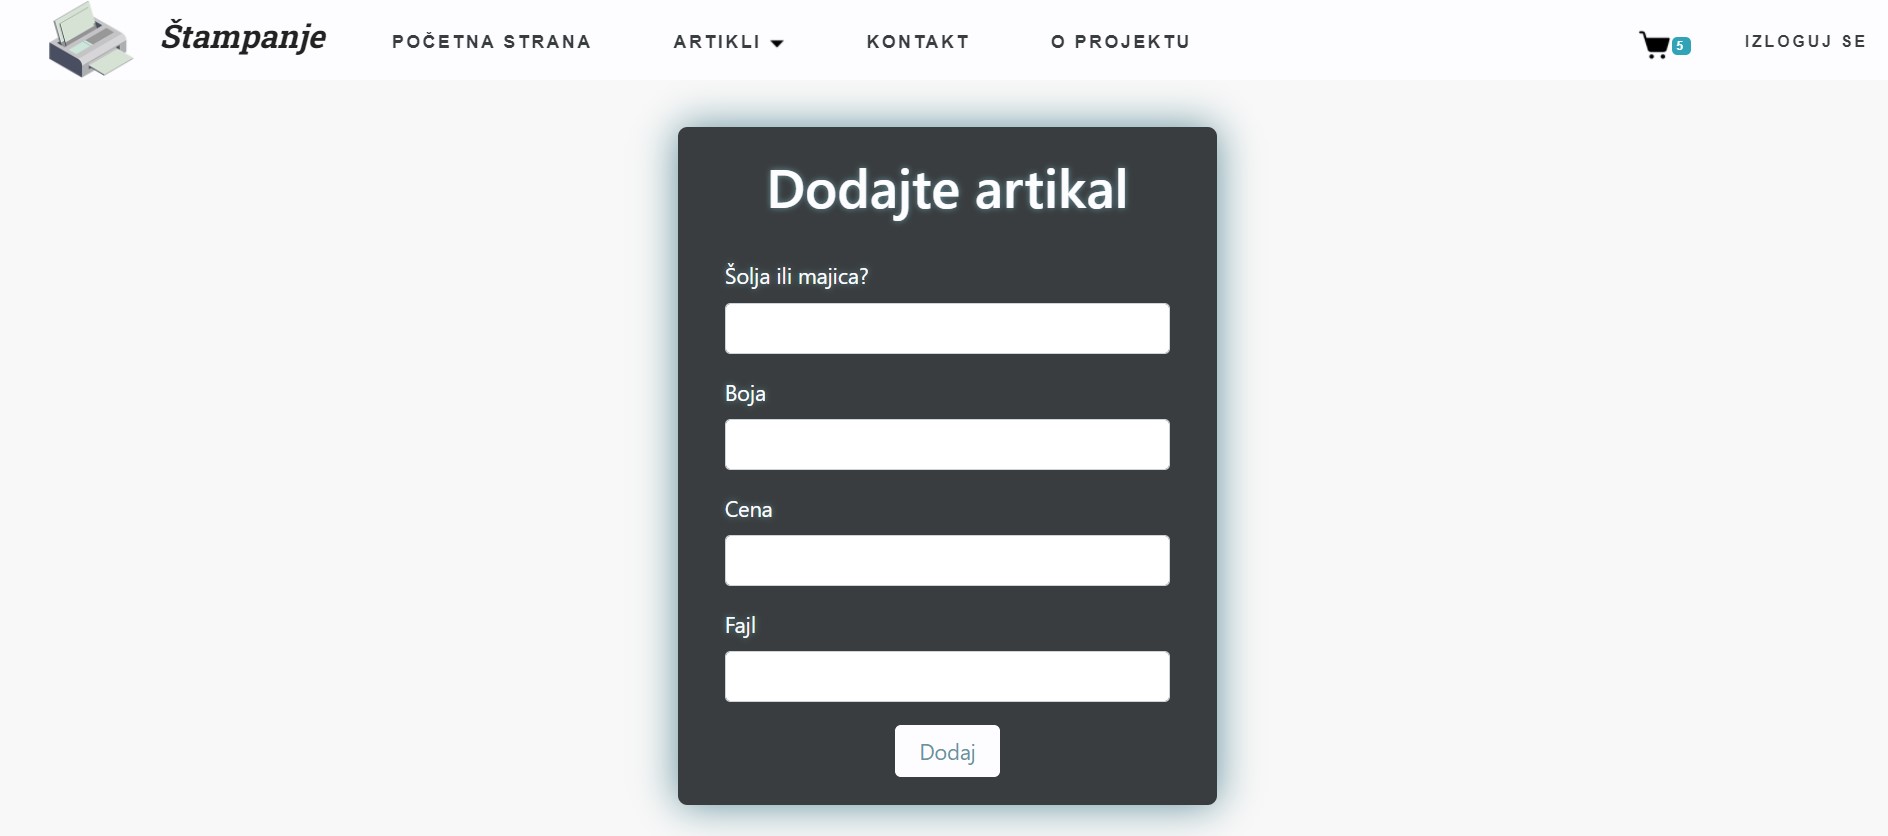 Štampanje POČETNA STRANA ARTIKLI KONTAKT O PROJEKTU 5 IZLOGUJ SE
Dodajte artikal
Šolja ili majica?
Boja
Cena
Fajl
Dodaj